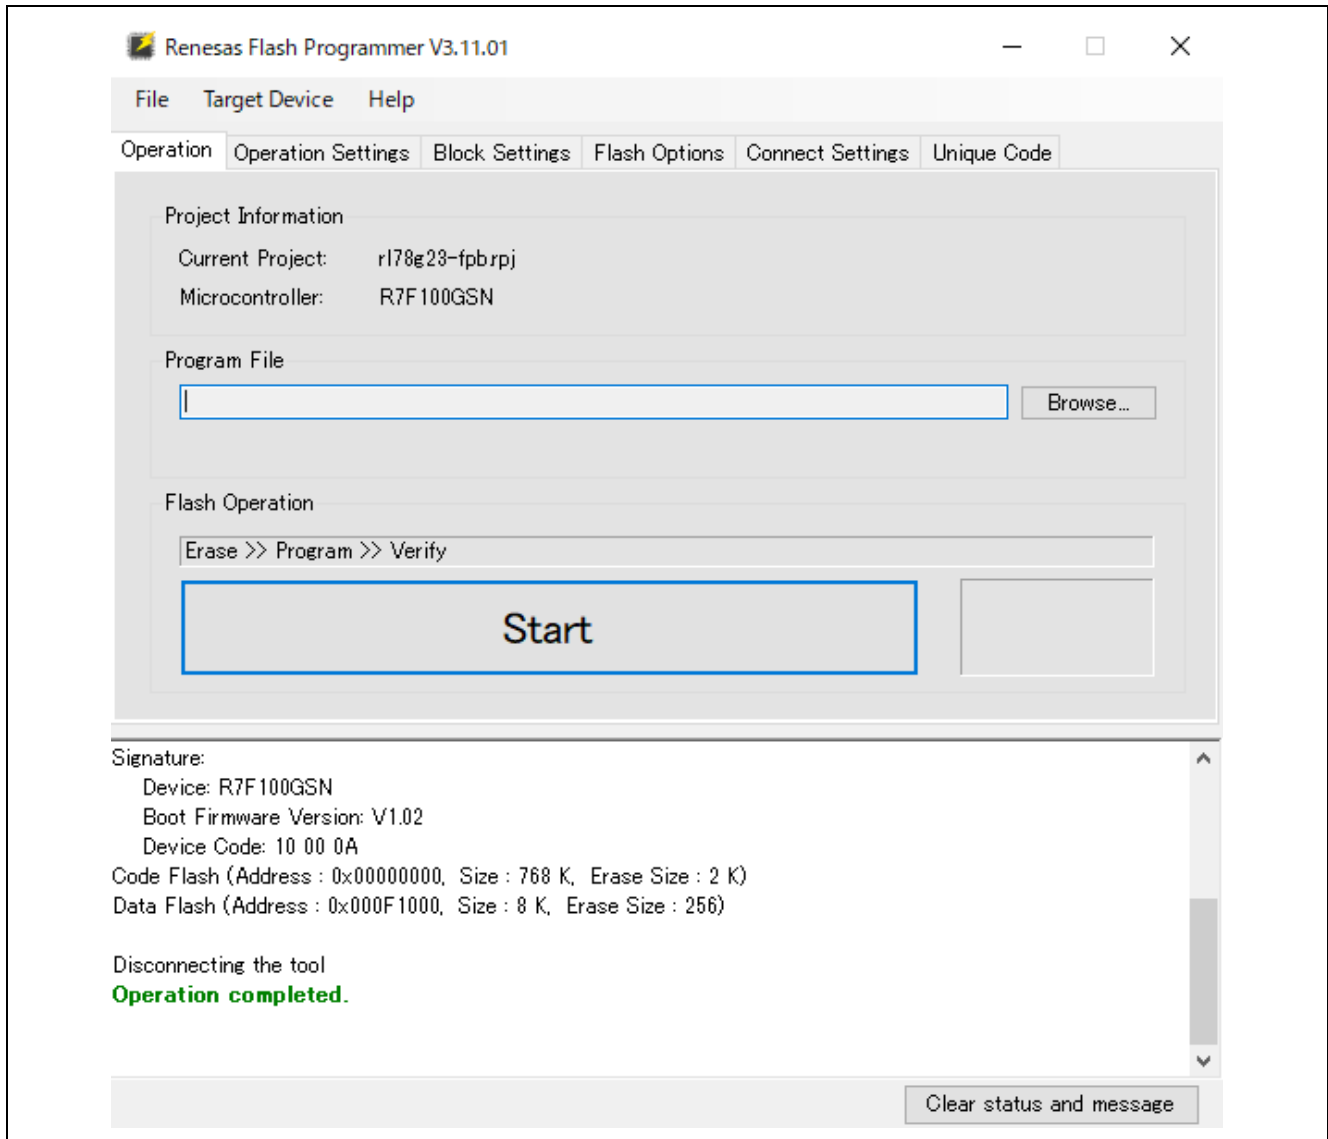 Renesas Flash Programmer V3.11.01
File Target Device Help
Operation Operation Settings Block Settings Flash Options Connect Settings Unique Code
Project Information
Current Project: rl78g23-fpb.rpj
Microcontroller: R7F100GSN
Program File
Browse...
Flash Operation
Erase >> Program >> Verify
Start
Signature:
Device: R7F100GSN
Boot Firmware Version: V1.02
Device Code: 10 00 0A
Code Flash (Address : 0x00000000, Size : 768 K, Erase Size : 2 K)
Data Flash (Address : 0x000F1000, Size : 8 K, Erase Size : 256)
Disconnecting the tool
Operation completed.
Clear status and message